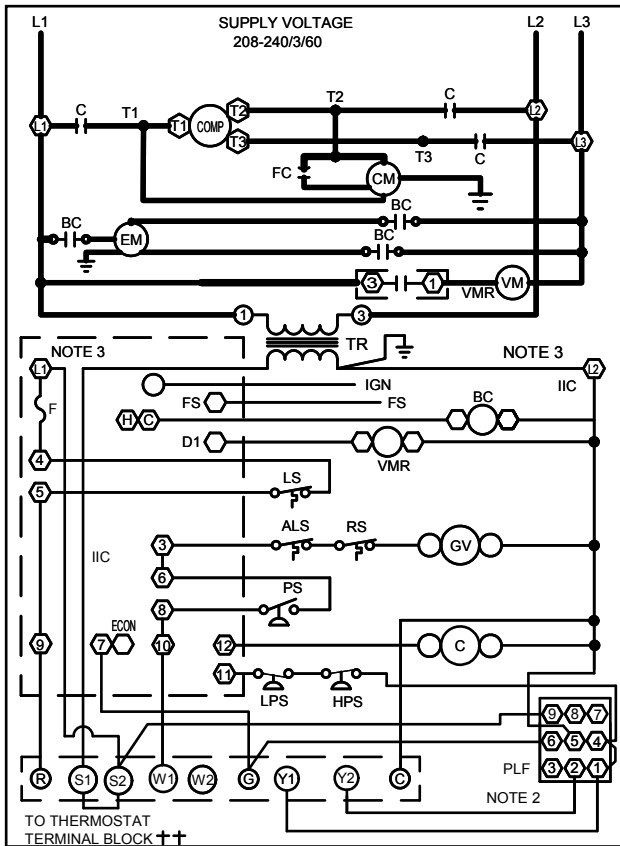 L1 SUPPLY VOLTAGE L2 L3
208-240/3/60
C T1 T2 T2 C
L1 T1 COMP L2
T3 T3 C L3
FC CM
BC BC
EM BC
3 1 VM
VMR
1 3
TR
NOTE 3 NOTE 3
L1 IGN L2
IIC
F FS FS BC
H C
D1
4 VMR
LS
5
ALS RS
3 GV
IIC 6
PS
8
ECON
9 7 10 12 C
11
LPS HPS
9 8 7
6 5 4
PLF 3 2 1
R S1 S2 W1 W2 G Y1 Y2 C
NOTE 2
TO THERMOSTAT
TERMINAL BLOCK ††